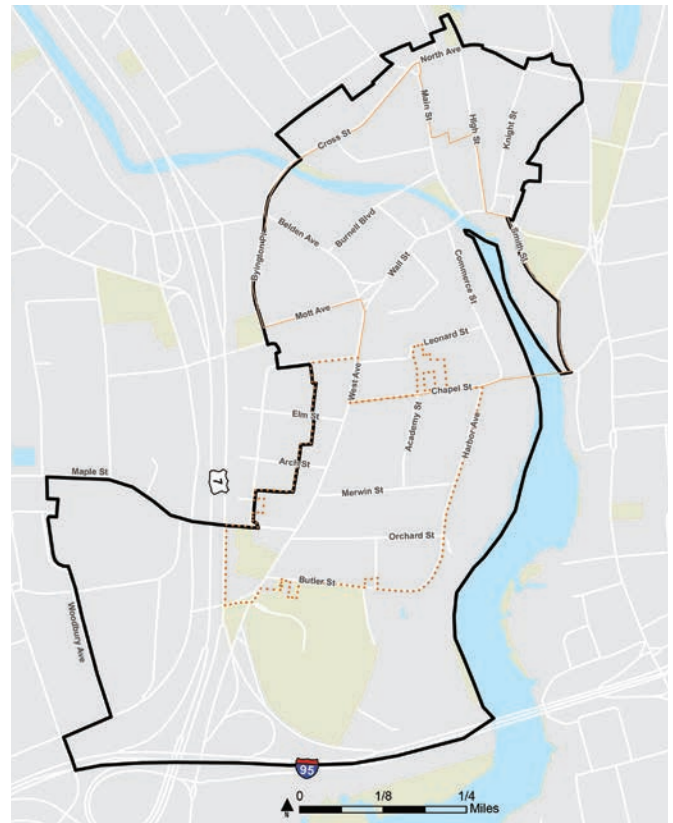 North Ave
Main St
High St
Knight St
Cross St
Belden Ave
Burnell Blvd
Wall St
Smith St
Commerce St
Byington Pl
Mott Ave
Leonard St
West Ave
Chapel St
Elm St
Academy St
Harbor Ave
Arch St
Maple St
7
Merwin St
Orchard St
Butler St
Woodbury Ave
95
0 1/8 1/4
Miles
N